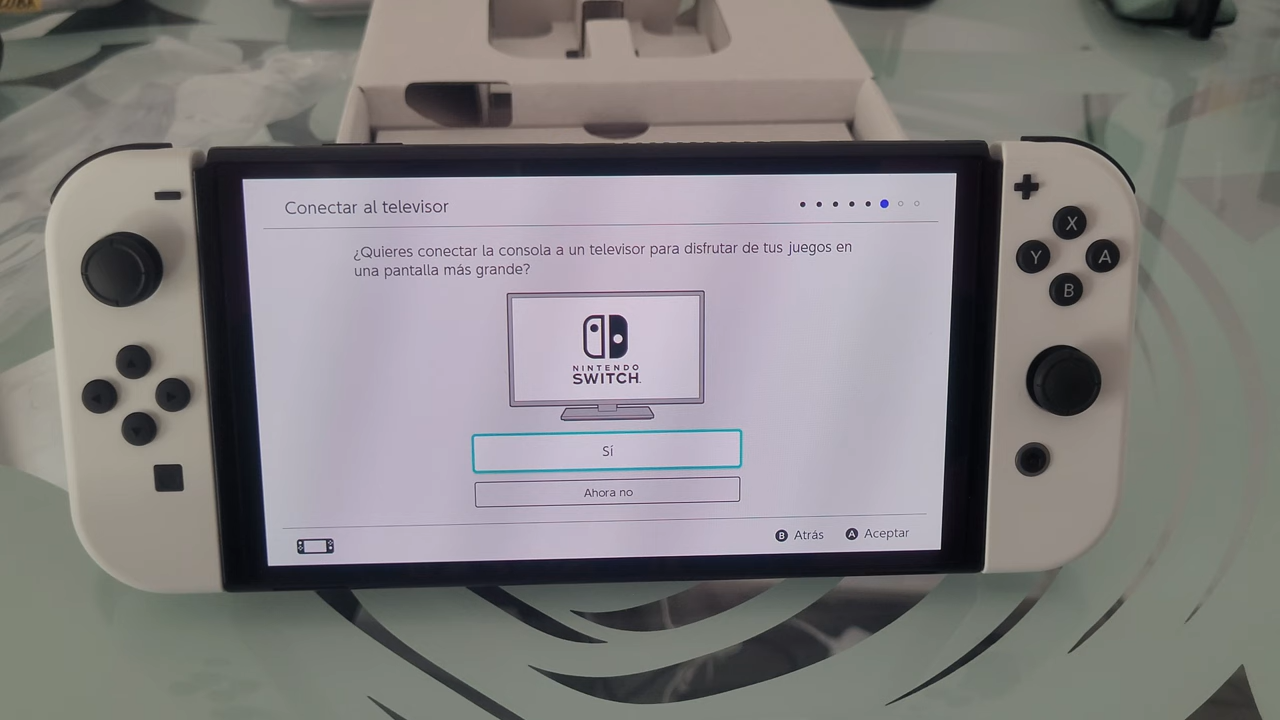 Conectar al televisor
¿Quieres conectar la consola a un televisor para disfrutar de tus juegos en
una pantalla más grande?
NINTENDO
SWITCH
Sí
Ahora no
B Atrás A Aceptar
X
Y A
B